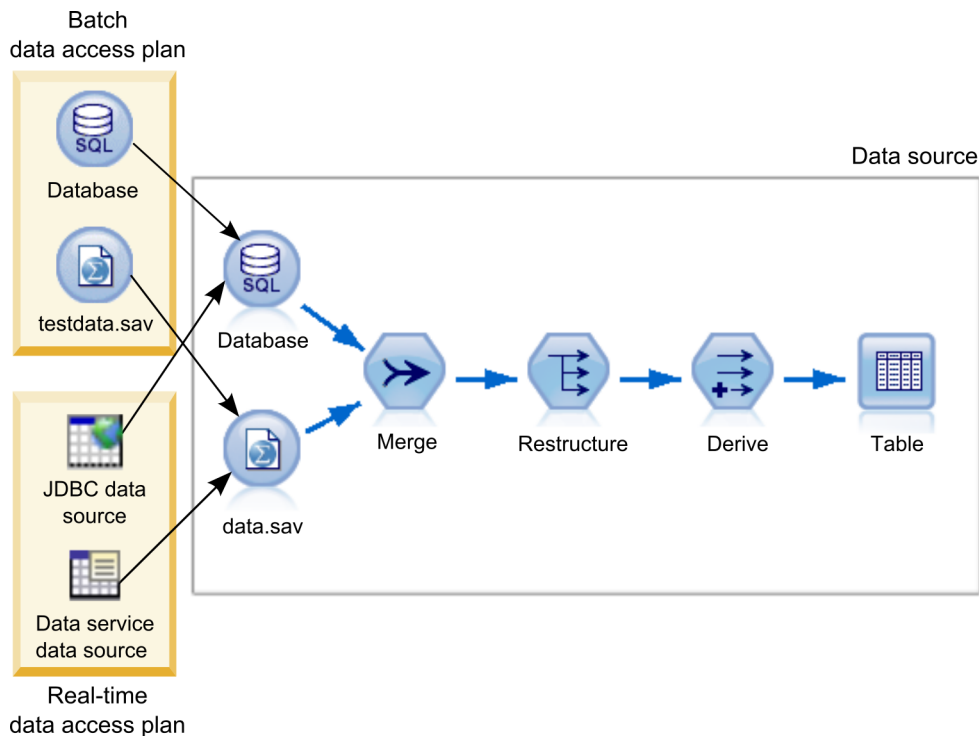 Batch
data access plan
SQL
Database
testdata.sav
JDBC data
source
Data service
data source
Real-time
data access plan
Data source
SQL
Database
data.sav
Merge
Restructure
Derive
Table